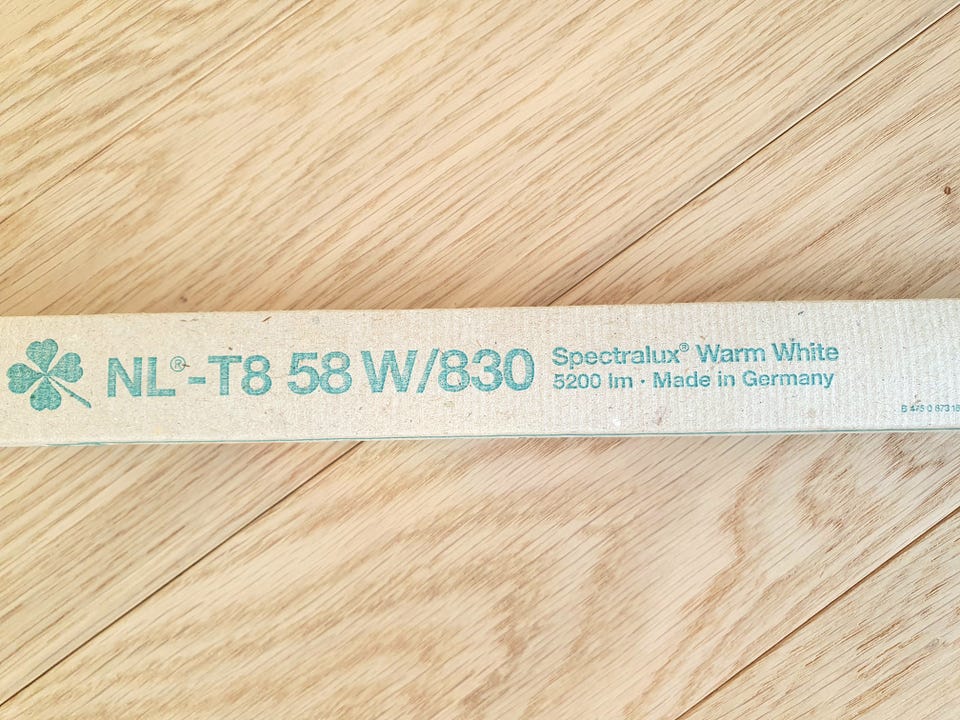 NL®-T8 58 W/830
Spectralux® Warm White
5200 lm · Made in Germany